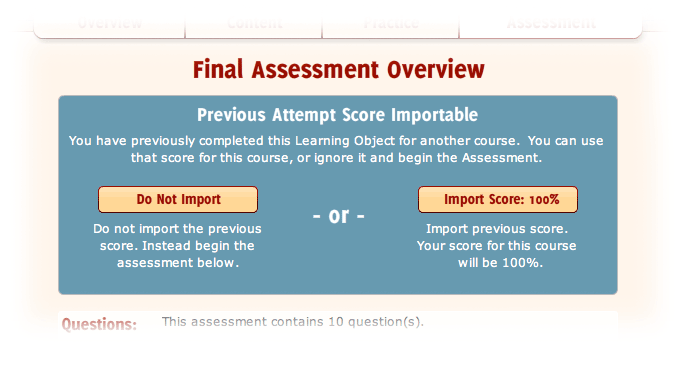 Overview Content Practice Assessment
Final Assessment Overview
Previous Attempt Score Importable
You have previously completed this Learning Object for another course. You can use
that score for this course, or ignore it and begin the Assessment.
Do Not Import
- or -
Import Score: 100%
Do not import the previous
score. Instead begin the
assessment below.
Import previous score.
Your score for this course
will be 100%.
Questions: This assessment contains 10 question(s).